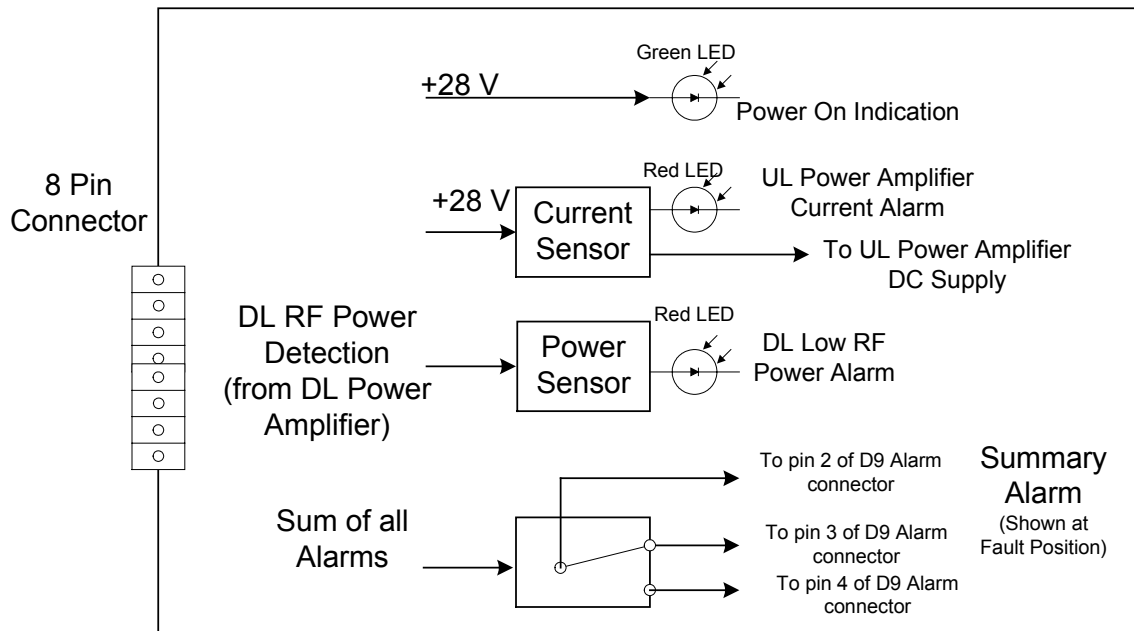 Green LED
+28 V
Power On Indication
8 Pin
Connector
Red LED
UL Power Amplifier
Current Alarm
+28 V
Current
Sensor
To UL Power Amplifier
DC Supply
Red LED
DL RF Power
Detection
(from DL Power
Amplifier)
Power
Sensor
DL Low RF
Power Alarm
To pin 2 of D9 Alarm
connector
Summary
Alarm
(Shown at
Fault Position)
Sum of all
Alarms
To pin 3 of D9 Alarm
connector
To pin 4 of D9 Alarm
connector